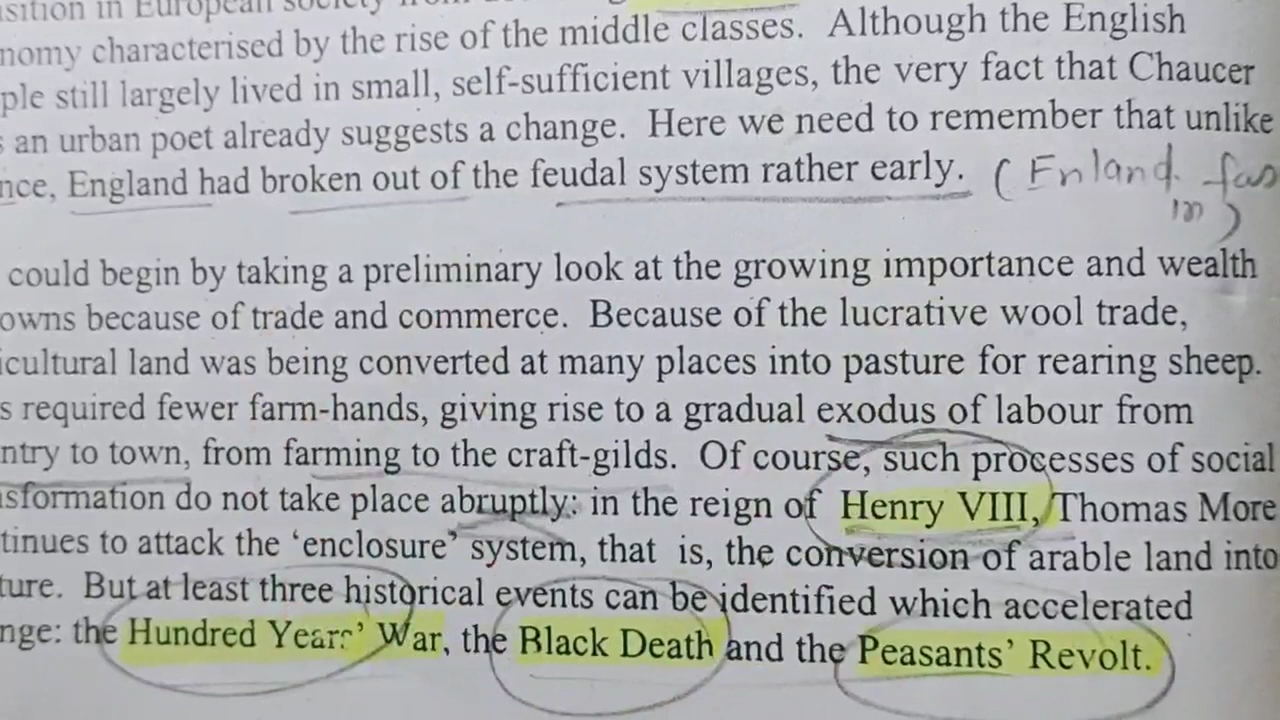 sition in European society
nomy characterised by the rise of the middle classes. Although the English
ple still largely lived in small, self-sufficient villages, the very fact that Chaucer
s an urban poet already suggests a change. Here we need to remember that unlike
nce, England had broken out of the feudal system rather early. (Enland.
could begin by taking a preliminary look at the growing importance and wealth
owns because of trade and commerce. Because of the lucrative wool trade,
icultural land was being converted at many places into pasture for rearing sheep.
s required fewer farm-hands, giving rise to a gradual exodus of labour from
ntry to town, from farming to the craft-gilds. Of course, such processes of social
nsformation do not take place abruptly: in the reign of Henry VIII, Thomas More
tinues to attack the ‘enclosure’ system, that is, the conversion of arable land into
ture. But at least three historical events can be identified which accelerated
nge: the Hundred Years’ War, the Black Death and the Peasants’ Revolt.